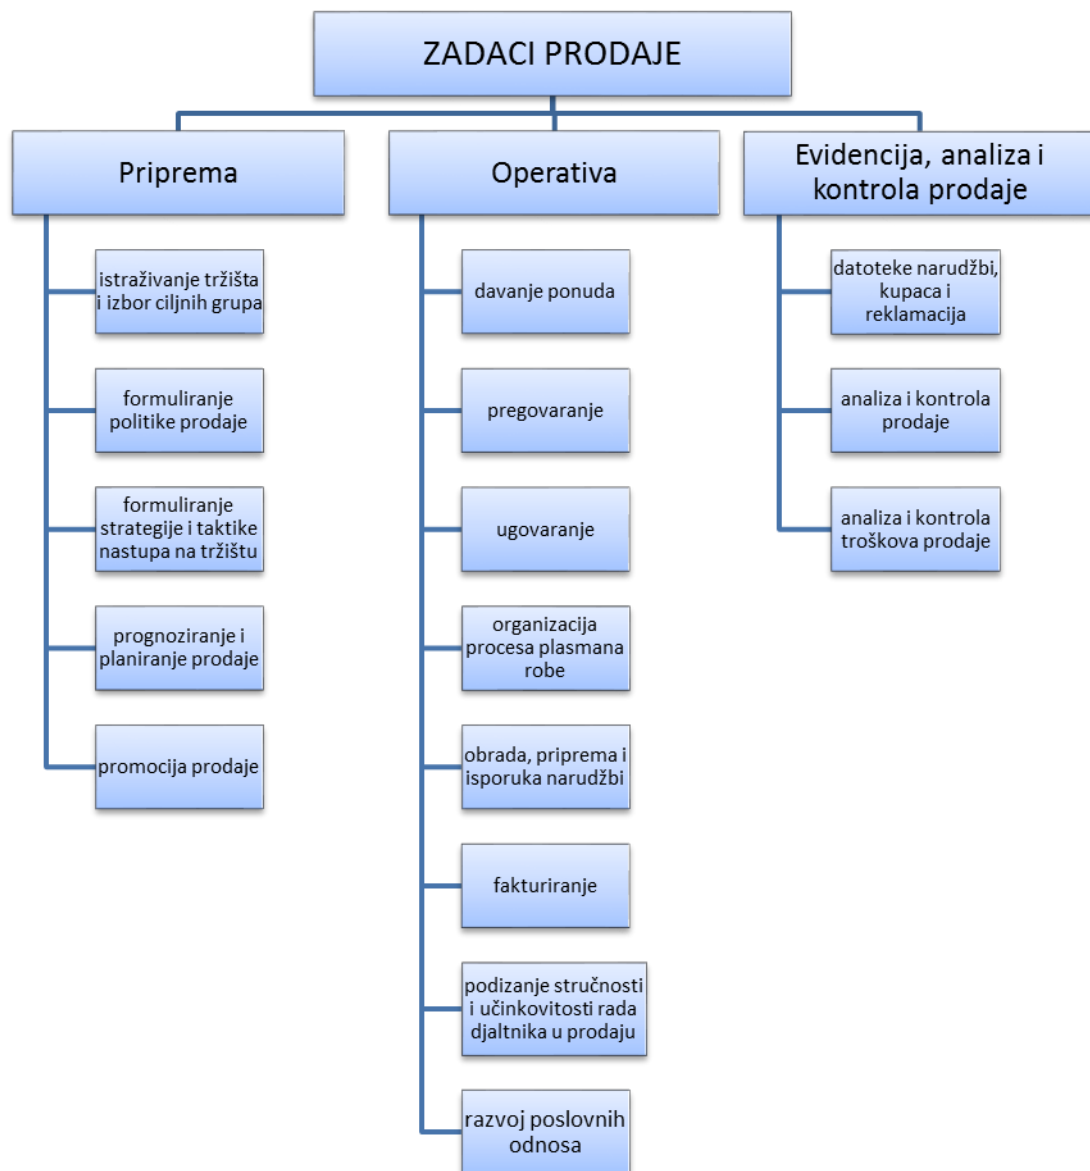 ZADACI PRODAJE
Priprema
istraživanje tržišta
i izbor ciljnih grupa
formuliranje
politike prodaje
formuliranje
strategije i taktike
nastupa na tržištu
prognoziranje i
planiranje prodaje
promocija prodaje
Operativa
davanje ponuda
pregovaranje
ugovaranje
organizacija
procesa plasmana
robe
obrada, priprema i
isporuka narudžbi
fakturiranje
podizanje stručnosti
i učinkovitosti rada
djaltnika u prodaju
razvoj poslovnih
odnosa
Evidencija, analiza i
kontrola prodaje
datoteke narudžbi,
kupaca i
reklamacija
analiza i kontrola
prodaje
analiza i kontrola
troškova prodaje